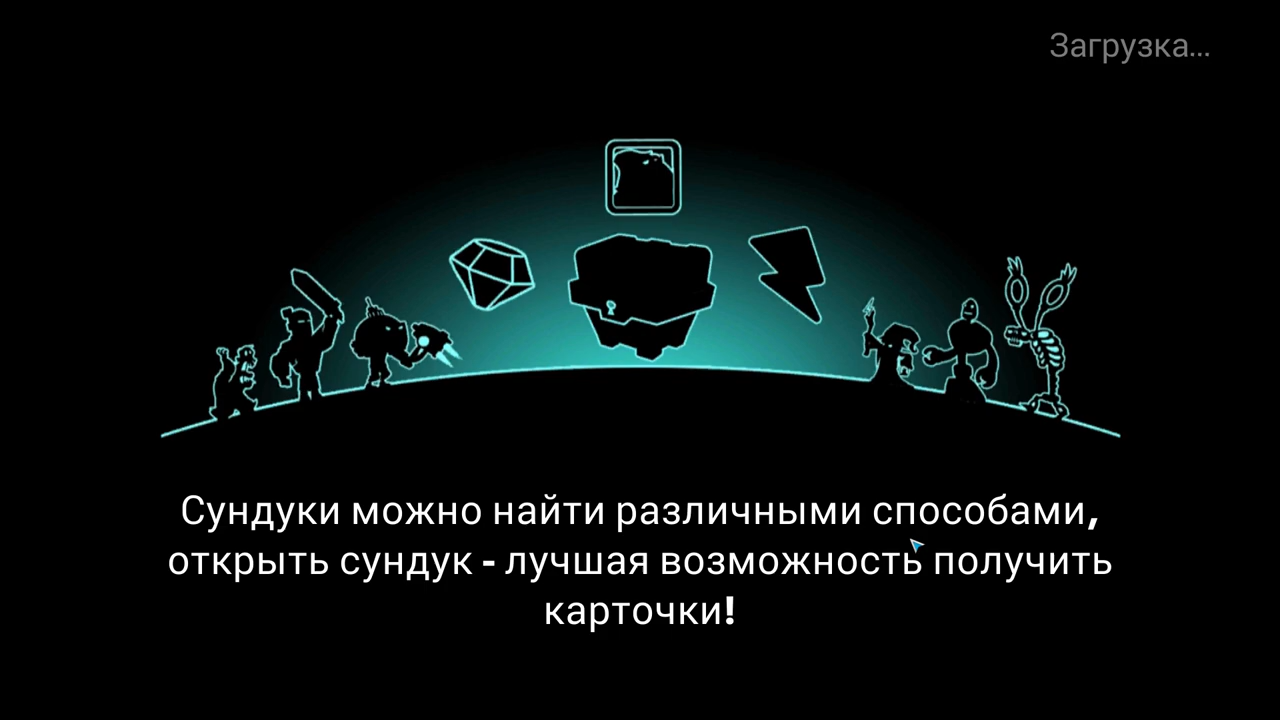 Загрузка...
Сундуки можно найти различными способами,
открыть сундук - лучшая возможность получить
карточки!